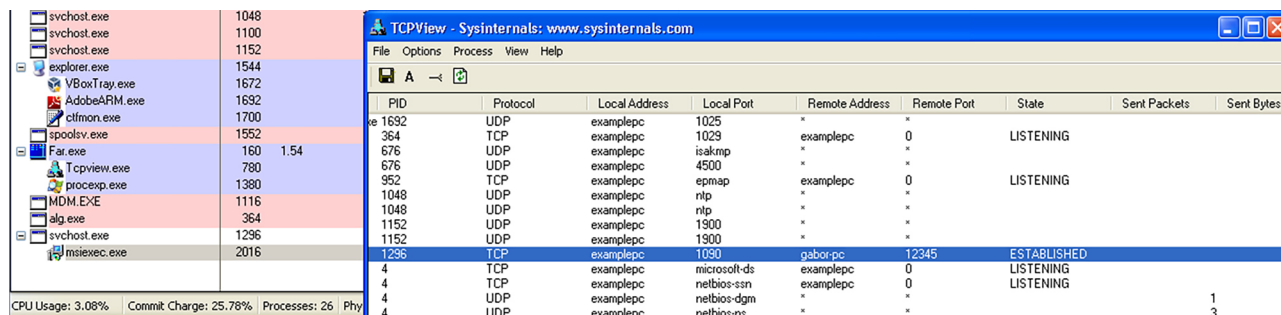 svchost.exe 1048
svchost.exe 1100
svchost.exe 1152
explorer.exe 1544
VBoxTray.exe 1672
AdobeARM.exe 1692
ctfmon.exe 1700
spoolsv.exe 1552
Far.exe 160 1.54
Tcpview.exe 780
procexp.exe 1380
MDM.EXE 1116
alg.exe 364
svchost.exe 1296
msiexec.exe 2016
CPU Usage: 3.08% Commit Charge: 25.78% Processes: 26 Phy
TCPView - Sysinternals: www.sysinternals.com
File Options Process View Help
A
PID Protocol Local Address Local Port Remote Address Remote Port State Sent Packets Sent Bytes
xe 1692 UDP examplepc 1025 * *
364 TCP examplepc 1029 examplepc 0 LISTENING
676 UDP examplepc isakmp * *
676 UDP examplepc 4500 * *
952 TCP examplepc epmap examplepc 0 LISTENING
1048 UDP examplepc ntp * *
1048 UDP examplepc ntp * *
1152 UDP examplepc 1900 * *
1152 UDP examplepc 1900 * *
1296 TCP examplepc 1090 gabor-pc 12345 ESTABLISHED
4 TCP examplepc microsoft-ds examplepc 0 LISTENING
4 TCP examplepc netbios-ssn examplepc 0 LISTENING
4 UDP examplepc netbios-dgm * * 1
4 UDP examplepc netbios-ns * * 3